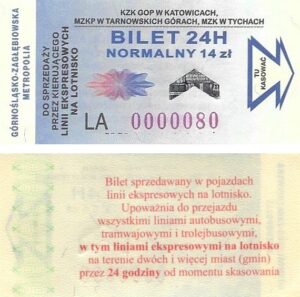 KZK GOP W KATOWICACH,
MZKP W TARNOWSKICH GÓRACH, MZK W TYCHACH
BILET 24H
NORMALNY 14 zł
GÓRNOŚLĄSKO-ZAGŁĘBIOWSKA
METROPOLIA
DO SPRZEDAŻY
PRZEZ KIERUJĄCEGO
LINII EKSPRESOWYCH
NA LOTNISKO
TU
KASOWAĆ
LA 0000080
Bilet sprzedawany w pojazdach
linii ekspresowych na lotnisko.
Upoważnia do przejazdu
wszystkimi liniami autobusowymi,
tramwajowymi i trolejbusowymi,
w tym liniami ekspresowymi na lotnisko
na terenie dwóch i więcej miast (gmin)
przez 24 godziny od momentu skasowania